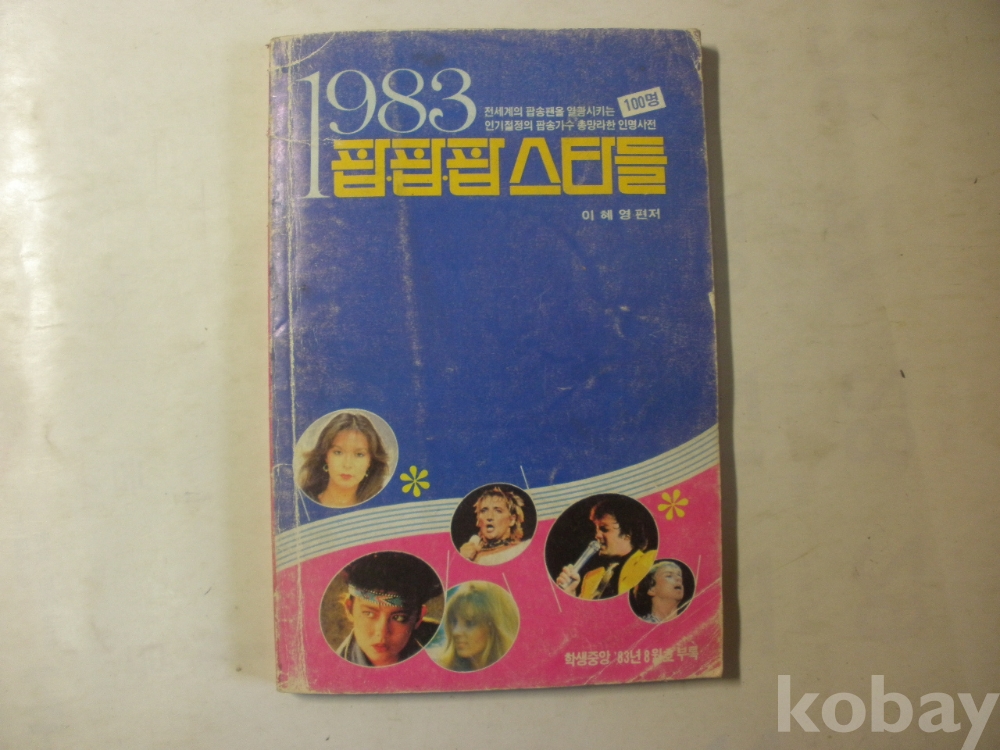 1983
전세계의 팝송팬을 열광시키는 100명
인기절정의 팝송가수 총망라한 인명사전
팝·팝·팝 스타들
이 혜 영 편저
학생중앙 '83년 8월호 부록
kobay